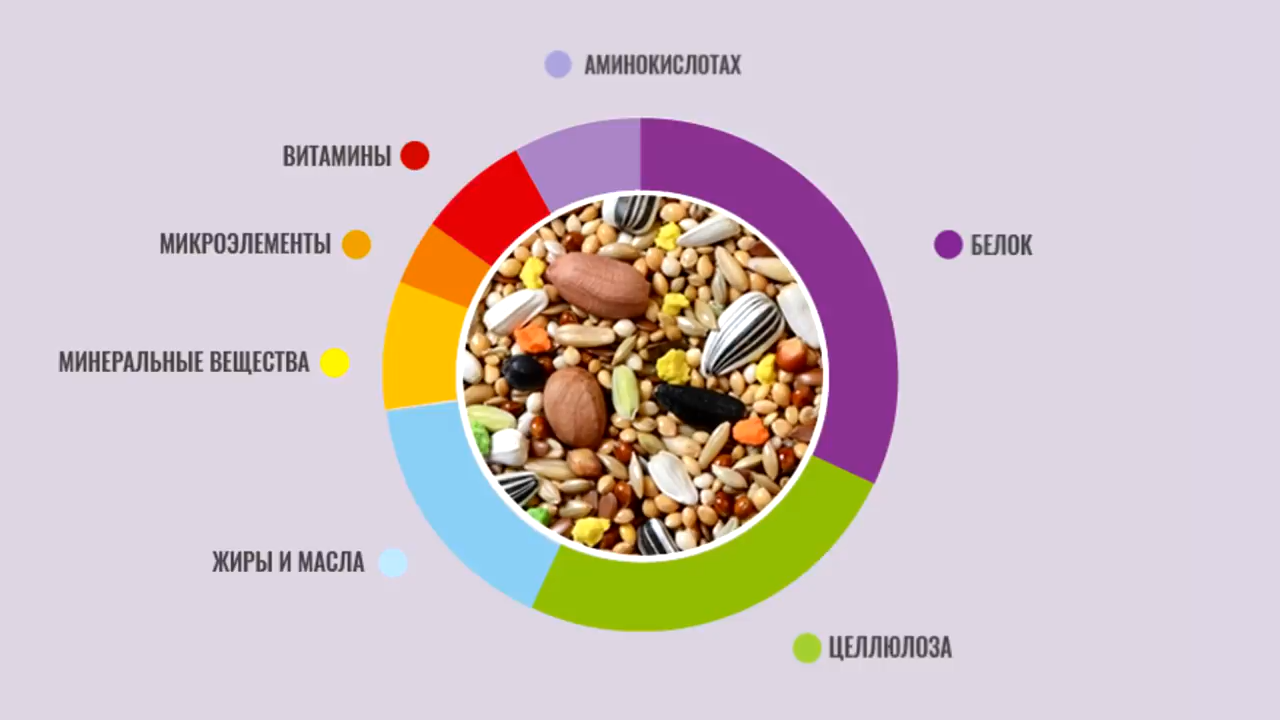 АМИНОКИСЛОТАХ
ВИТАМИНЫ
МИКРОЭЛЕМЕНТЫ
БЕЛОК
МИНЕРАЛЬНЫЕ ВЕЩЕСТВА
ЖИРЫ И МАСЛА
ЦЕЛЛЮЛОЗА